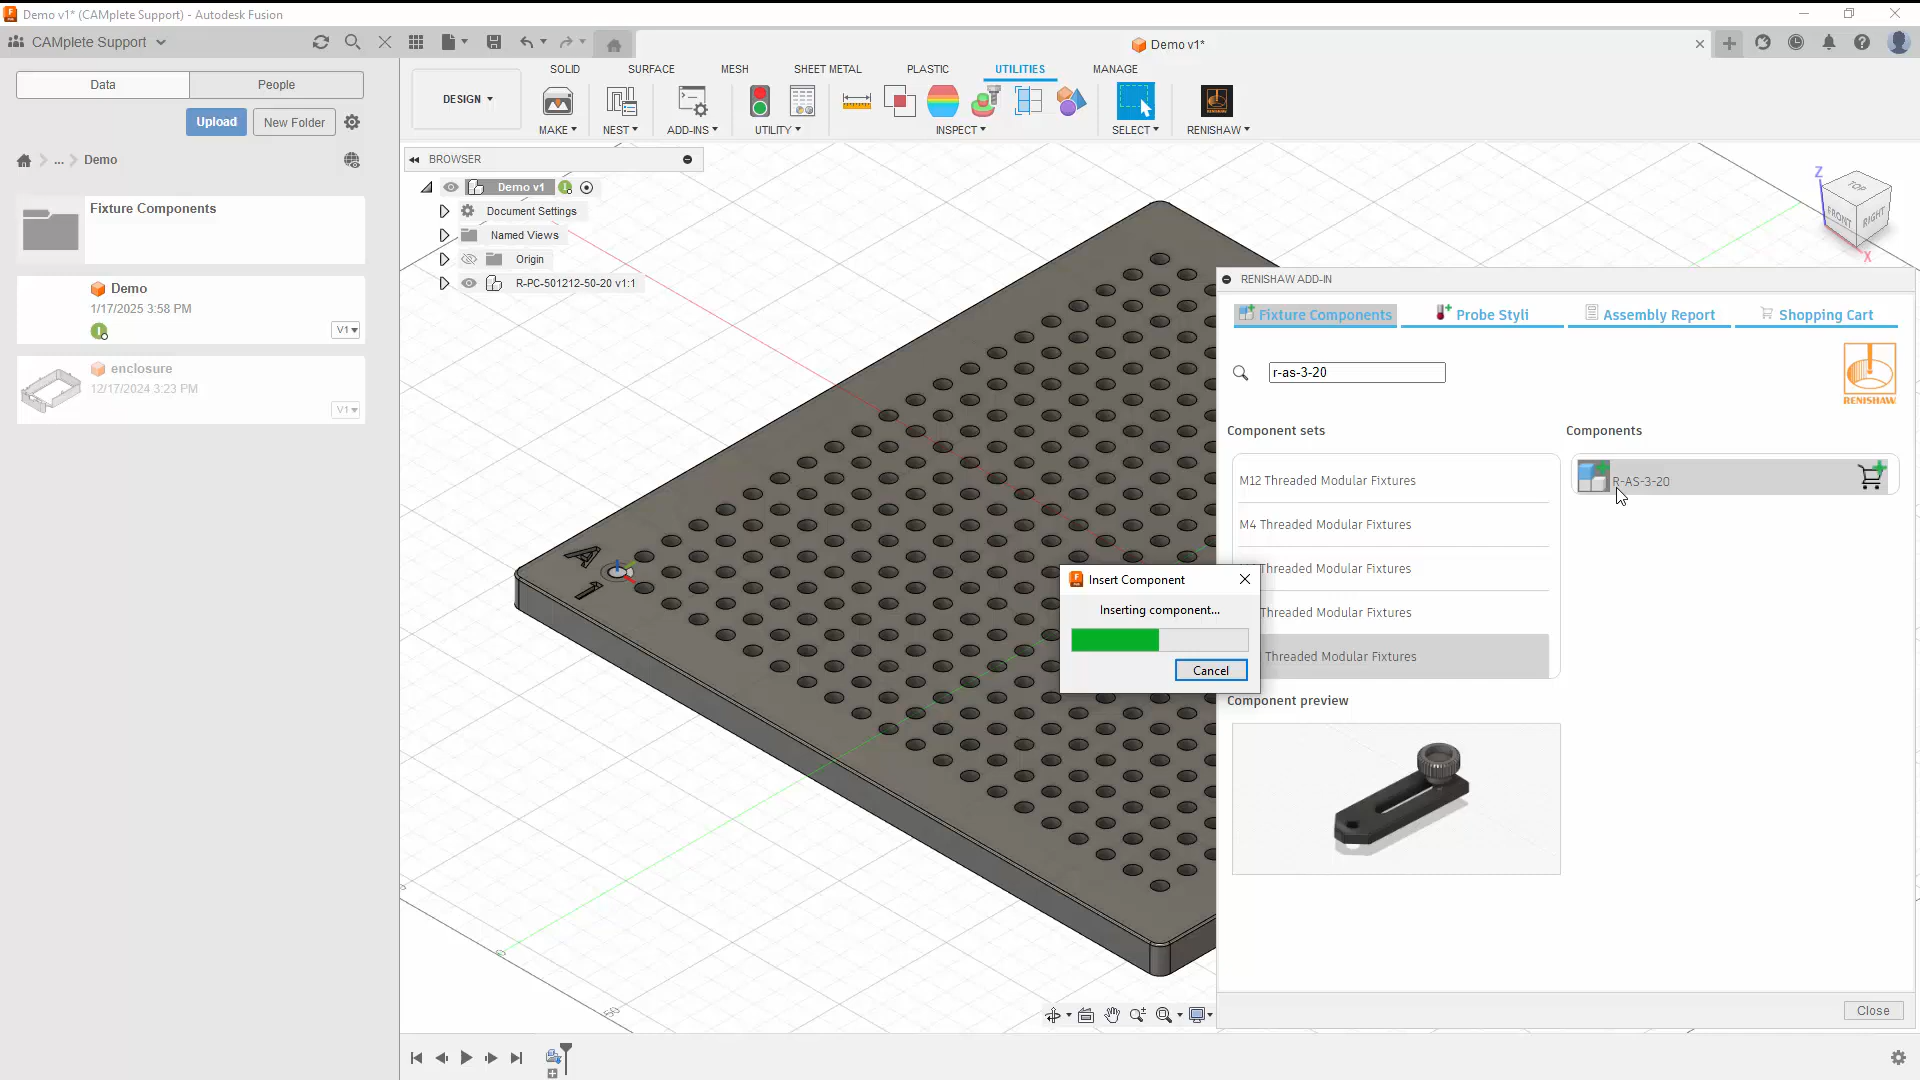 Demo v1* (CAMplete Support) - Autodesk Fusion
CAMplete Support
Demo v1*
Data
People
Upload
New Folder
... Demo
Fixture Components
Demo
1/17/2025 3:58 PM
V1
enclosure
12/17/2024 3:23 PM
V1
DESIGN
SOLID
SURFACE
MESH
SHEET METAL
PLASTIC
UTILITIES
MANAGE
MAKE
NEST
ADD-INS
UTILITY
INSPECT
SELECT
RENISHAW
BROWSER
Demo v1
Document Settings
Named Views
Origin
R-PC-501212-50-20 v1:1
A
1
50
Z
TOP
FRONT
RIGHT
X
RENISHAW ADD-IN
Fixture Components
Probe Styli
Assembly Report
Shopping Cart
r-as-3-20
RENISHAW
Component sets
M12 Threaded Modular Fixtures
M4 Threaded Modular Fixtures
Threaded Modular Fixtures
Threaded Modular Fixtures
Threaded Modular Fixtures
Components
R-AS-3-20
Component preview
Insert Component
Inserting component...
Cancel
Close